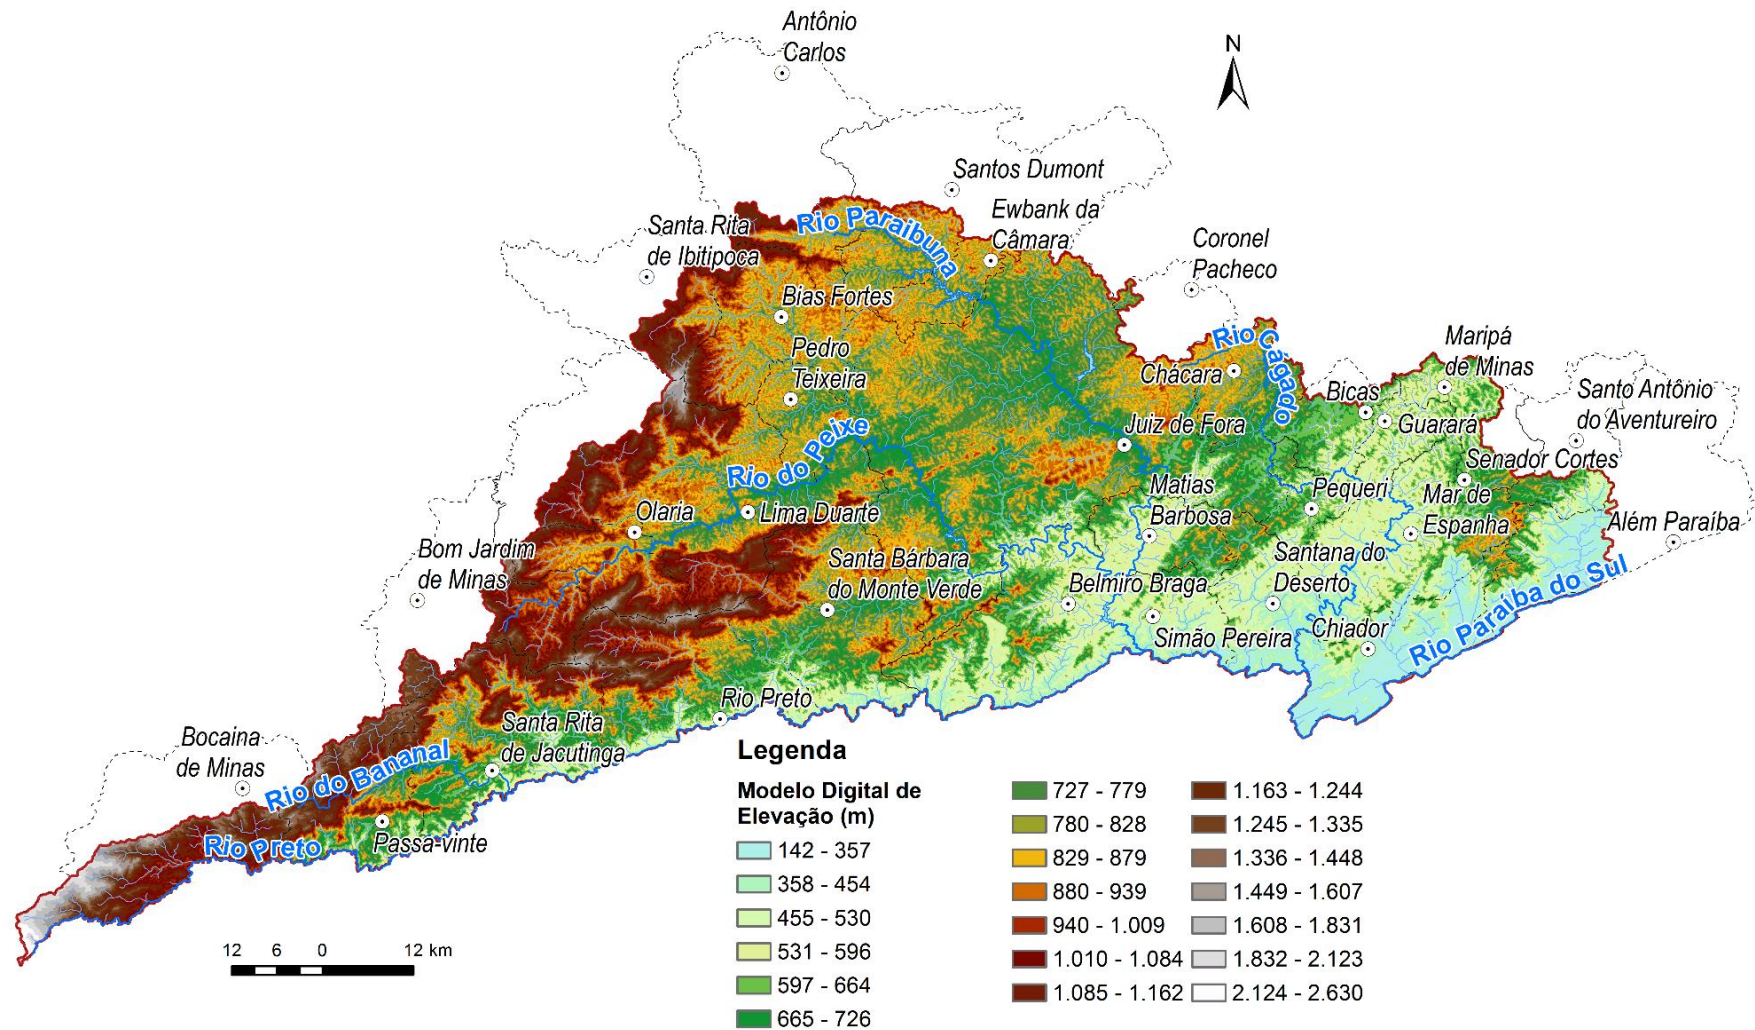 Antônio
Carlos
N
Santos Dumont
Ewbank da
Câmara
Rio Paraibuna
Santa Rita
de Ibitipoca
Coronel
Pacheco
Bias Fortes
Pedro
Teixeira
Rio Cágado
Chácara
Maripá
de Minas
Bicas
Guarará
Santo Antônio
do Aventureiro
Juiz de Fora
Rio do Peixe
Senador Cortes
Olaria
Lima Duarte
Matias
Barbosa
Pequeri
Mar de
Espanha
Além Paraíba
Bom Jardim
de Minas
Santa Bárbara
do Monte Verde
Santana do
Deserto
Belmiro Braga
Simão Pereira
Chiador
Rio Paraíba do Sul
Rio Preto
Santa Rita
de Jacutinga
Bocaina
de Minas
Rio do Bananal
Rio Preto
Passa-vinte
12 6 0 12 km
Legenda
Modelo Digital de
Elevação (m)
142 - 357
358 - 454
455 - 530
531 - 596
597 - 664
665 - 726
727 - 779
780 - 828
829 - 879
880 - 939
940 - 1.009
1.010 - 1.084
1.085 - 1.162
1.163 - 1.244
1.245 - 1.335
1.336 - 1.448
1.449 - 1.607
1.608 - 1.831
1.832 - 2.123
2.124 - 2.630